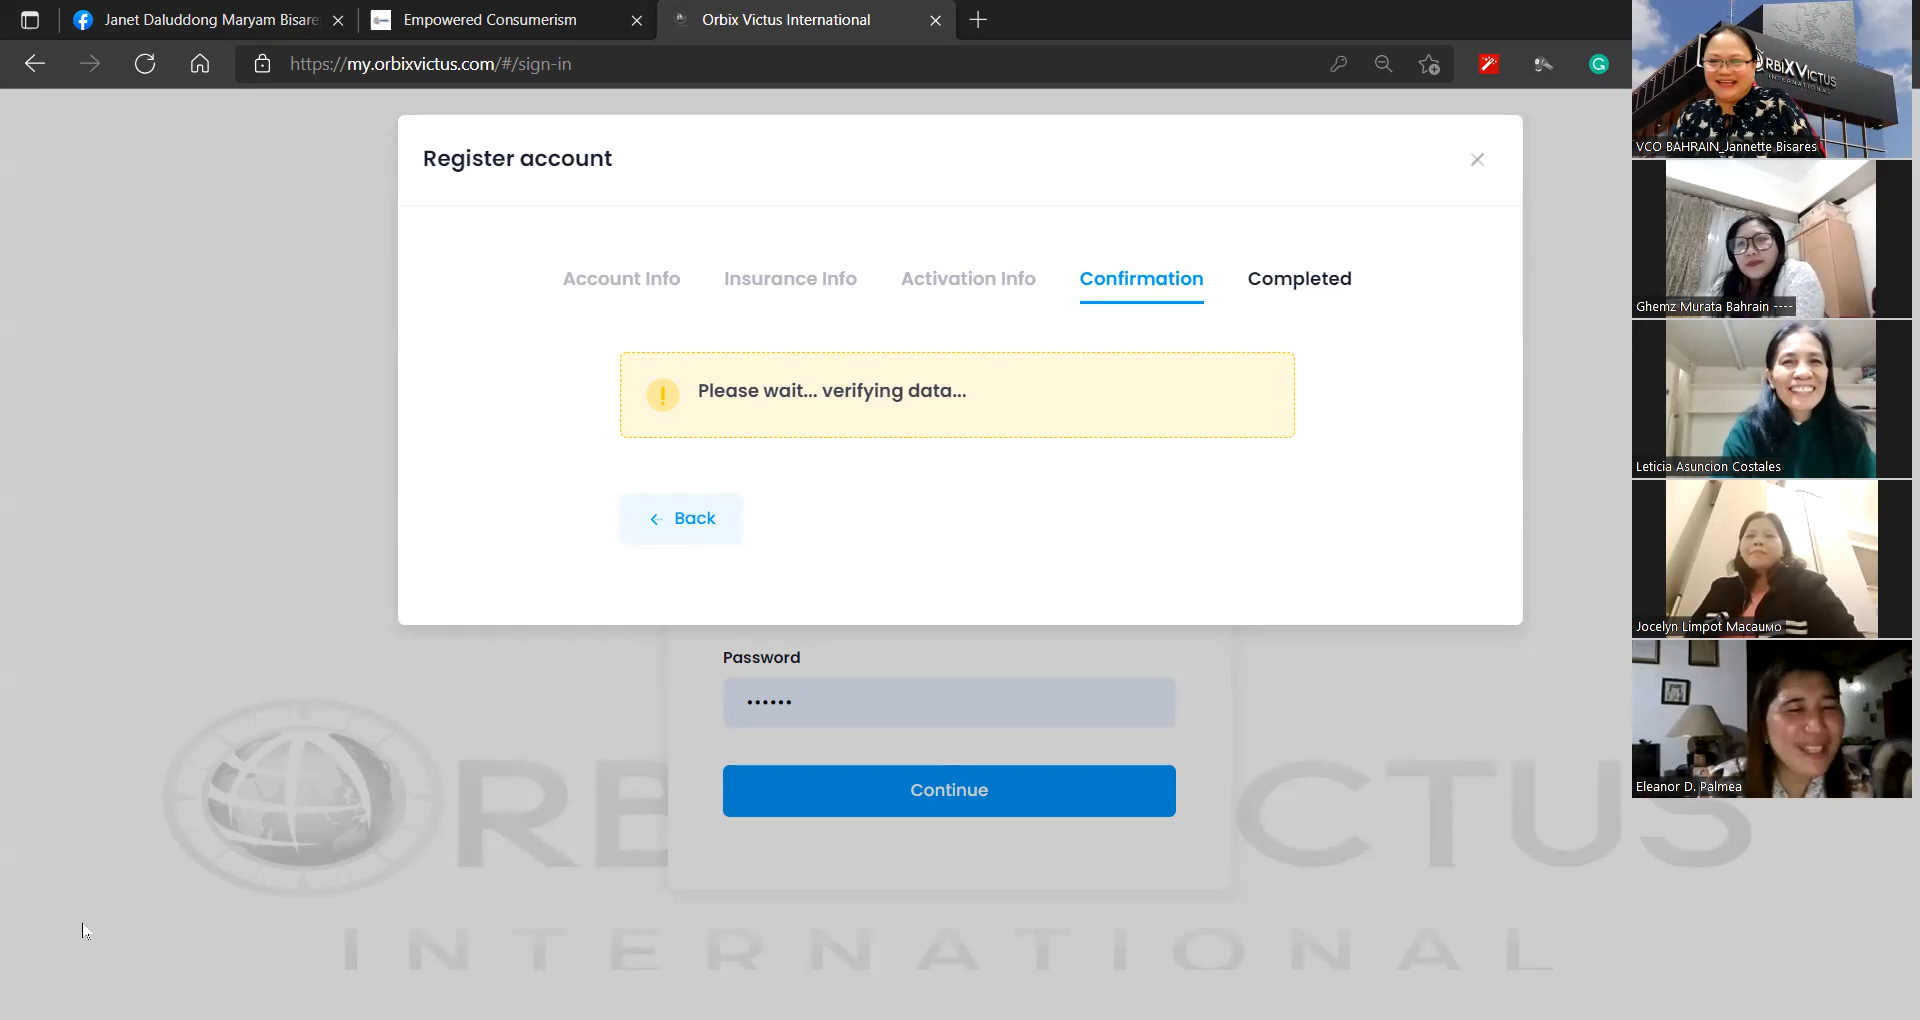 Janet Daluddong Maryam Bisare
Empowered Consumerism
Orbix Victus International
https://my.orbixvictus.com/#/sign-in
Register account
Account Info
Insurance Info
Activation Info
Confirmation
Completed
Please wait... verifying data...
Back
Password
Continue
INTERNATIONAL
ORBIXVICTUS
INTERNATIONAL
VCO BAHRAIN_Jannette Bisares
Ghemz Murata Bahrain ----
Leticia Asuncion Costales
Jocelyn Limpot Macaumo
Eleanor D. Palmea